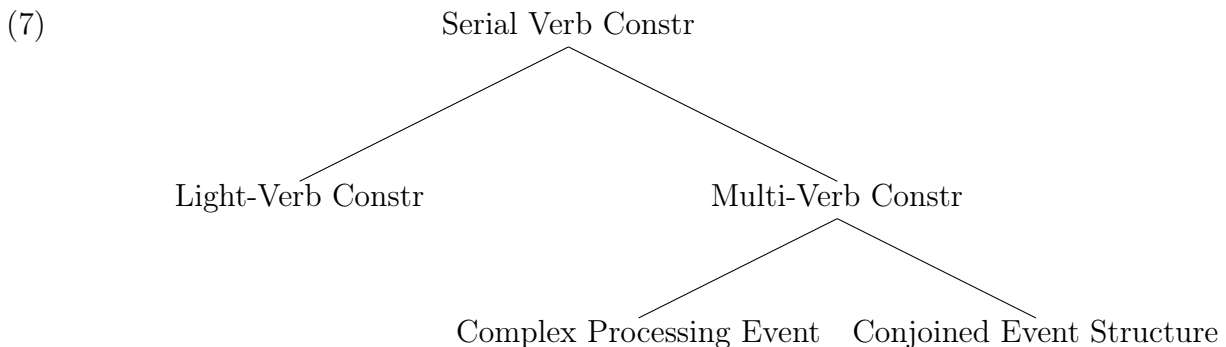 (7) Serial Verb Constr
Light-Verb Constr Multi-Verb Constr
Complex Processing Event Conjoined Event Structure